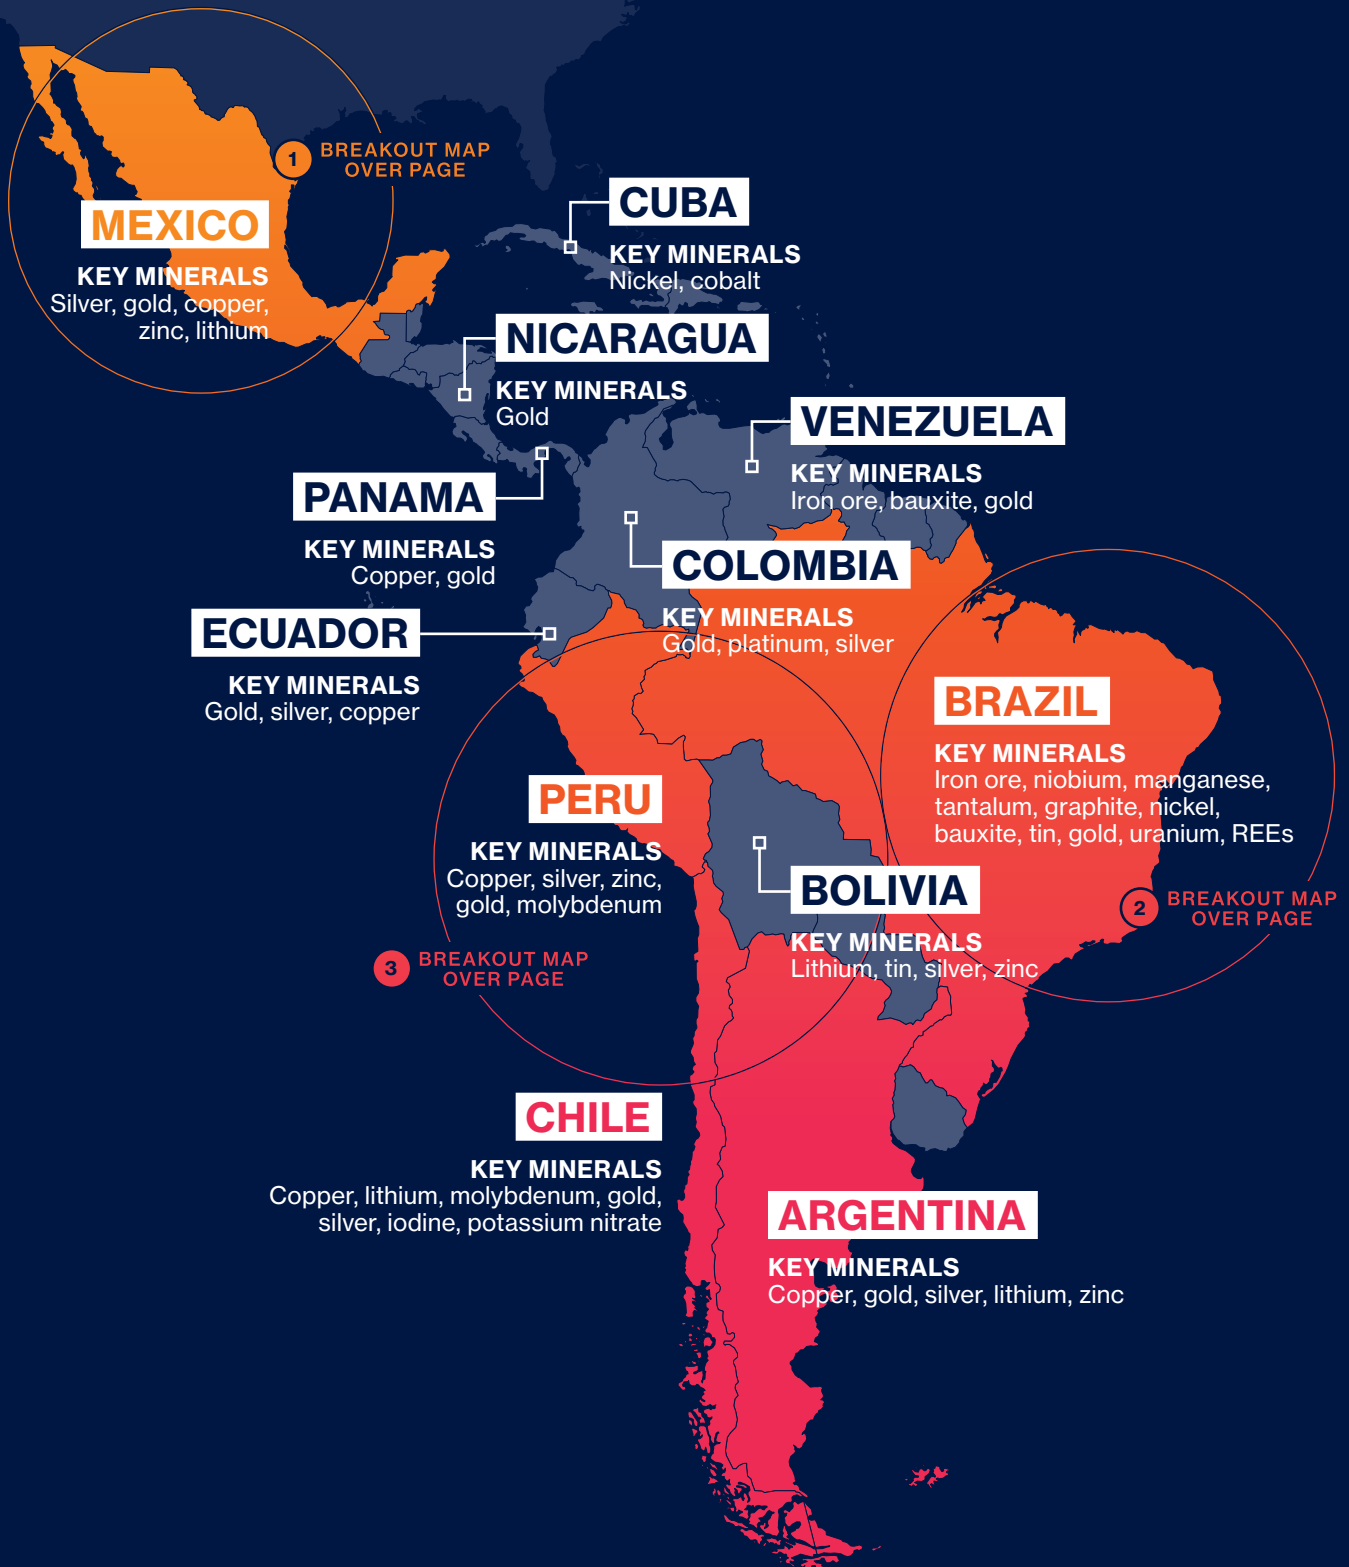 1
BREAKOUT MAP
OVER PAGE
MEXICO
KEY MINERALS
Silver, gold, copper,
zinc, lithium
CUBA
KEY MINERALS
Nickel, cobalt
NICARAGUA
KEY MINERALS
Gold
VENEZUELA
KEY MINERALS
Iron ore, bauxite, gold
PANAMA
KEY MINERALS
Copper, gold
COLOMBIA
KEY MINERALS
Gold, platinum, silver
ECUADOR
KEY MINERALS
Gold, silver, copper
BRAZIL
KEY MINERALS
Iron ore, niobium, manganese,
tantalum, graphite, nickel,
bauxite, tin, gold, uranium, REEs
2
BREAKOUT MAP
OVER PAGE
PERU
KEY MINERALS
Copper, silver, zinc,
gold, molybdenum
3
BREAKOUT MAP
OVER PAGE
BOLIVIA
KEY MINERALS
Lithium, tin, silver, zinc
CHILE
KEY MINERALS
Copper, lithium, molybdenum, gold,
silver, iodine, potassium nitrate
ARGENTINA
KEY MINERALS
Copper, gold, silver, lithium, zinc